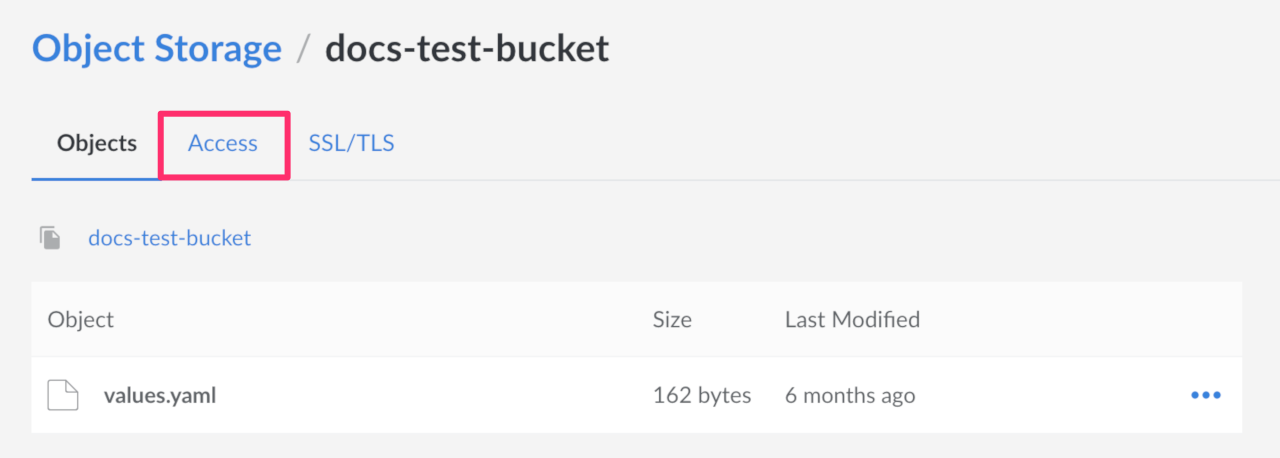 Object Storage / docs-test-bucket
Objects Access SSL/TLS
docs-test-bucket
Object Size Last Modified
values.yaml 162 bytes 6 months ago